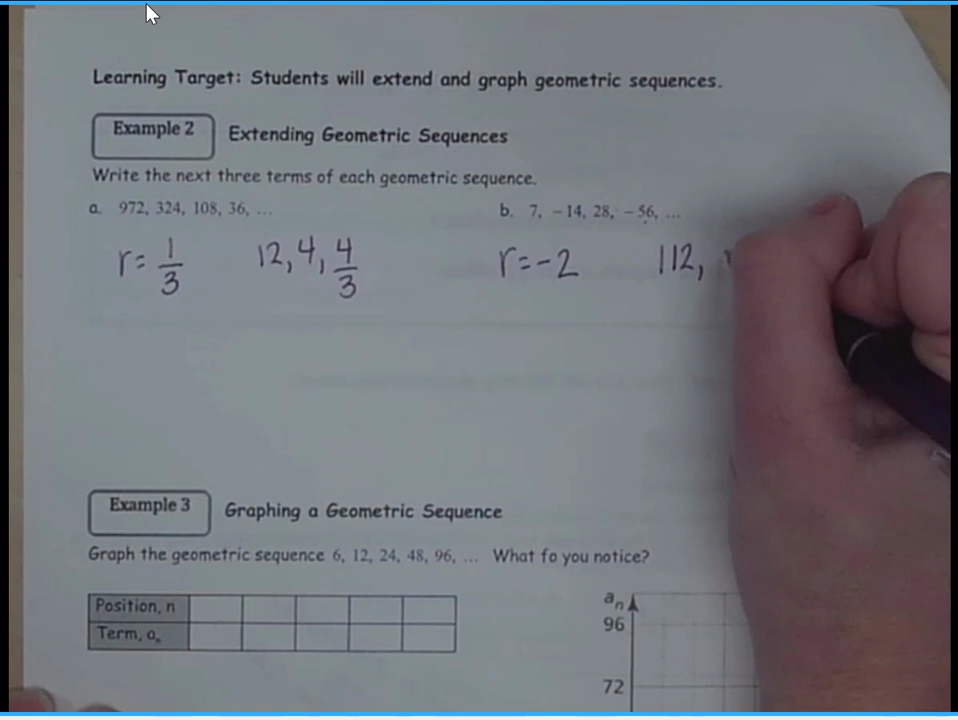 Learning Target: Students will extend and graph geometric sequences.
Example 2 Extending Geometric Sequences
Write the next three terms of each geometric sequence.
a. 972, 324, 108, 36, ... b. 7, -14, 28, -56, ...
r = 1/3 12, 4, 4/3 r = -2 112,
Example 3 Graphing a Geometric Sequence
Graph the geometric sequence 6, 12, 24, 48, 96, ... What fo you notice?
Position, n
Term, aₙ
aₙ
96
72